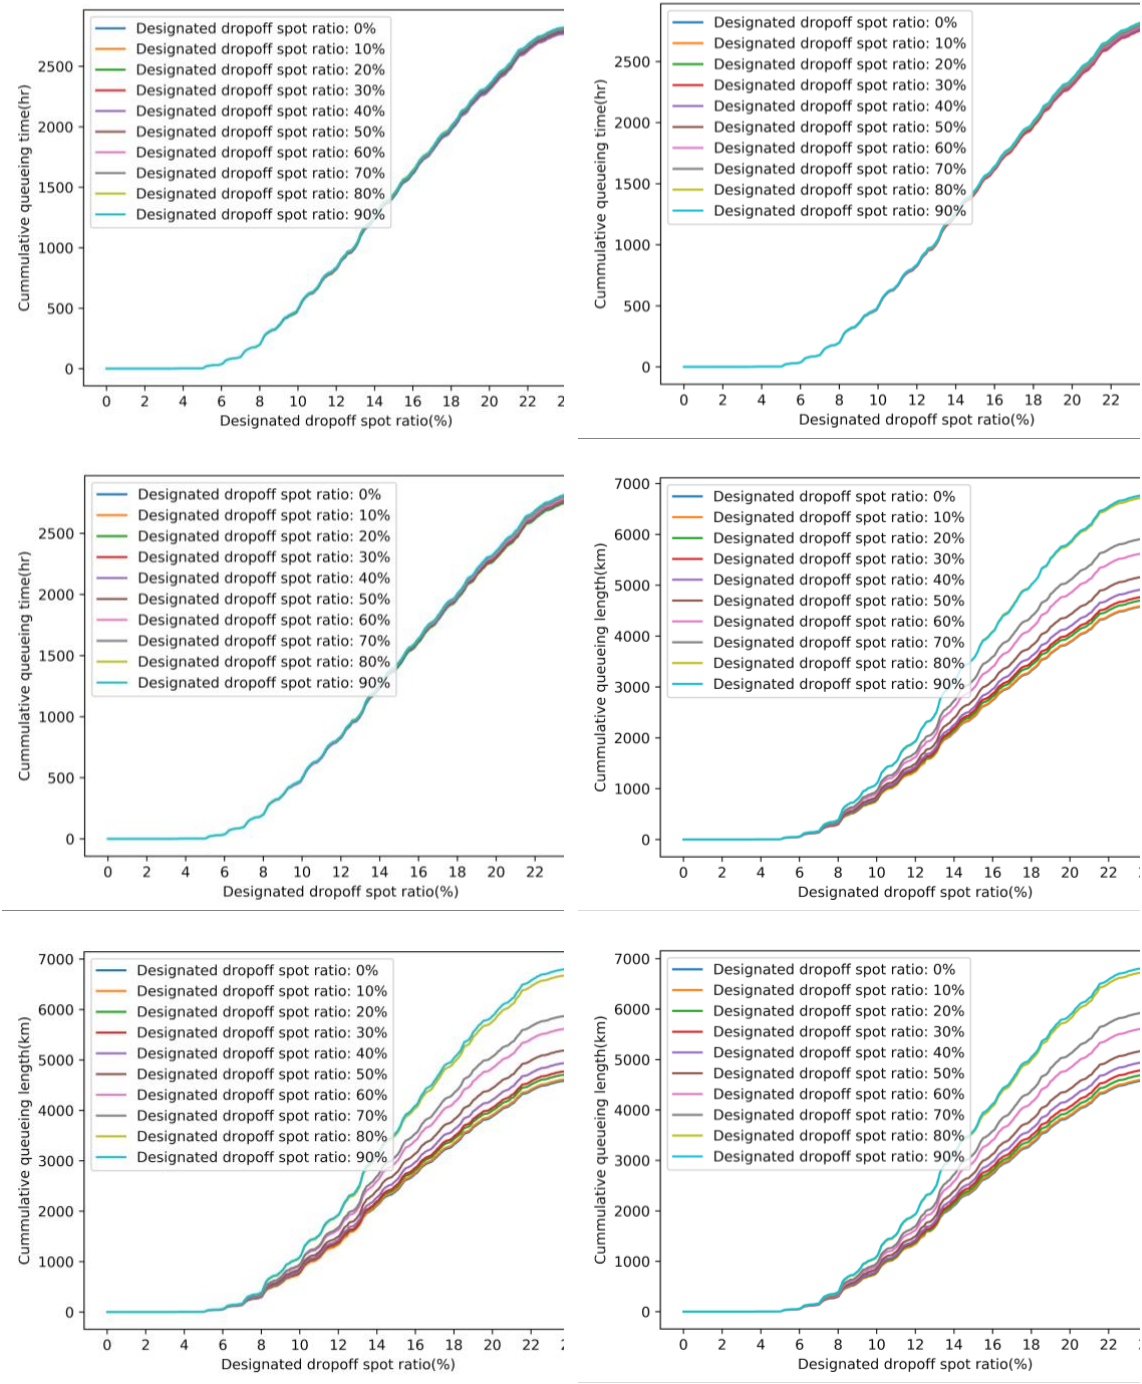 Designated dropoff spot ratio: 0%
Designated dropoff spot ratio: 10%
Designated dropoff spot ratio: 20%
Designated dropoff spot ratio: 30%
Designated dropoff spot ratio: 40%
Designated dropoff spot ratio: 50%
Designated dropoff spot ratio: 60%
Designated dropoff spot ratio: 70%
Designated dropoff spot ratio: 80%
Designated dropoff spot ratio: 90%
Cummulative queueing time(hr)
2500
2000
1500
1000
500
0
0 2 4 6 8 10 12 14 16 18 20 22
Designated dropoff spot ratio(%)
Designated dropoff spot ratio: 0%
Designated dropoff spot ratio: 10%
Designated dropoff spot ratio: 20%
Designated dropoff spot ratio: 30%
Designated dropoff spot ratio: 40%
Designated dropoff spot ratio: 50%
Designated dropoff spot ratio: 60%
Designated dropoff spot ratio: 70%
Designated dropoff spot ratio: 80%
Designated dropoff spot ratio: 90%
Cummulative queueing time(hr)
2500
2000
1500
1000
500
0
0 2 4 6 8 10 12 14 16 18 20 22
Designated dropoff spot ratio(%)
Designated dropoff spot ratio: 0%
Designated dropoff spot ratio: 10%
Designated dropoff spot ratio: 20%
Designated dropoff spot ratio: 30%
Designated dropoff spot ratio: 40%
Designated dropoff spot ratio: 50%
Designated dropoff spot ratio: 60%
Designated dropoff spot ratio: 70%
Designated dropoff spot ratio: 80%
Designated dropoff spot ratio: 90%
Cummulative queueing time(hr)
2500
2000
1500
1000
500
0
0 2 4 6 8 10 12 14 16 18 20 22
Designated dropoff spot ratio(%)
Designated dropoff spot ratio: 0%
Designated dropoff spot ratio: 10%
Designated dropoff spot ratio: 20%
Designated dropoff spot ratio: 30%
Designated dropoff spot ratio: 40%
Designated dropoff spot ratio: 50%
Designated dropoff spot ratio: 60%
Designated dropoff spot ratio: 70%
Designated dropoff spot ratio: 80%
Designated dropoff spot ratio: 90%
Cummulative queueing length(km)
7000
6000
5000
4000
3000
2000
1000
0
0 2 4 6 8 10 12 14 16 18 20 22
Designated dropoff spot ratio(%)
Designated dropoff spot ratio: 0%
Designated dropoff spot ratio: 10%
Designated dropoff spot ratio: 20%
Designated dropoff spot ratio: 30%
Designated dropoff spot ratio: 40%
Designated dropoff spot ratio: 50%
Designated dropoff spot ratio: 60%
Designated dropoff spot ratio: 70%
Designated dropoff spot ratio: 80%
Designated dropoff spot ratio: 90%
Cummulative queueing length(km)
7000
6000
5000
4000
3000
2000
1000
0
0 2 4 6 8 10 12 14 16 18 20 22
Designated dropoff spot ratio(%)
Designated dropoff spot ratio: 0%
Designated dropoff spot ratio: 10%
Designated dropoff spot ratio: 20%
Designated dropoff spot ratio: 30%
Designated dropoff spot ratio: 40%
Designated dropoff spot ratio: 50%
Designated dropoff spot ratio: 60%
Designated dropoff spot ratio: 70%
Designated dropoff spot ratio: 80%
Designated dropoff spot ratio: 90%
Cummulative queueing length(km)
7000
6000
5000
4000
3000
2000
1000
0
0 2 4 6 8 10 12 14 16 18 20 22
Designated dropoff spot ratio(%)